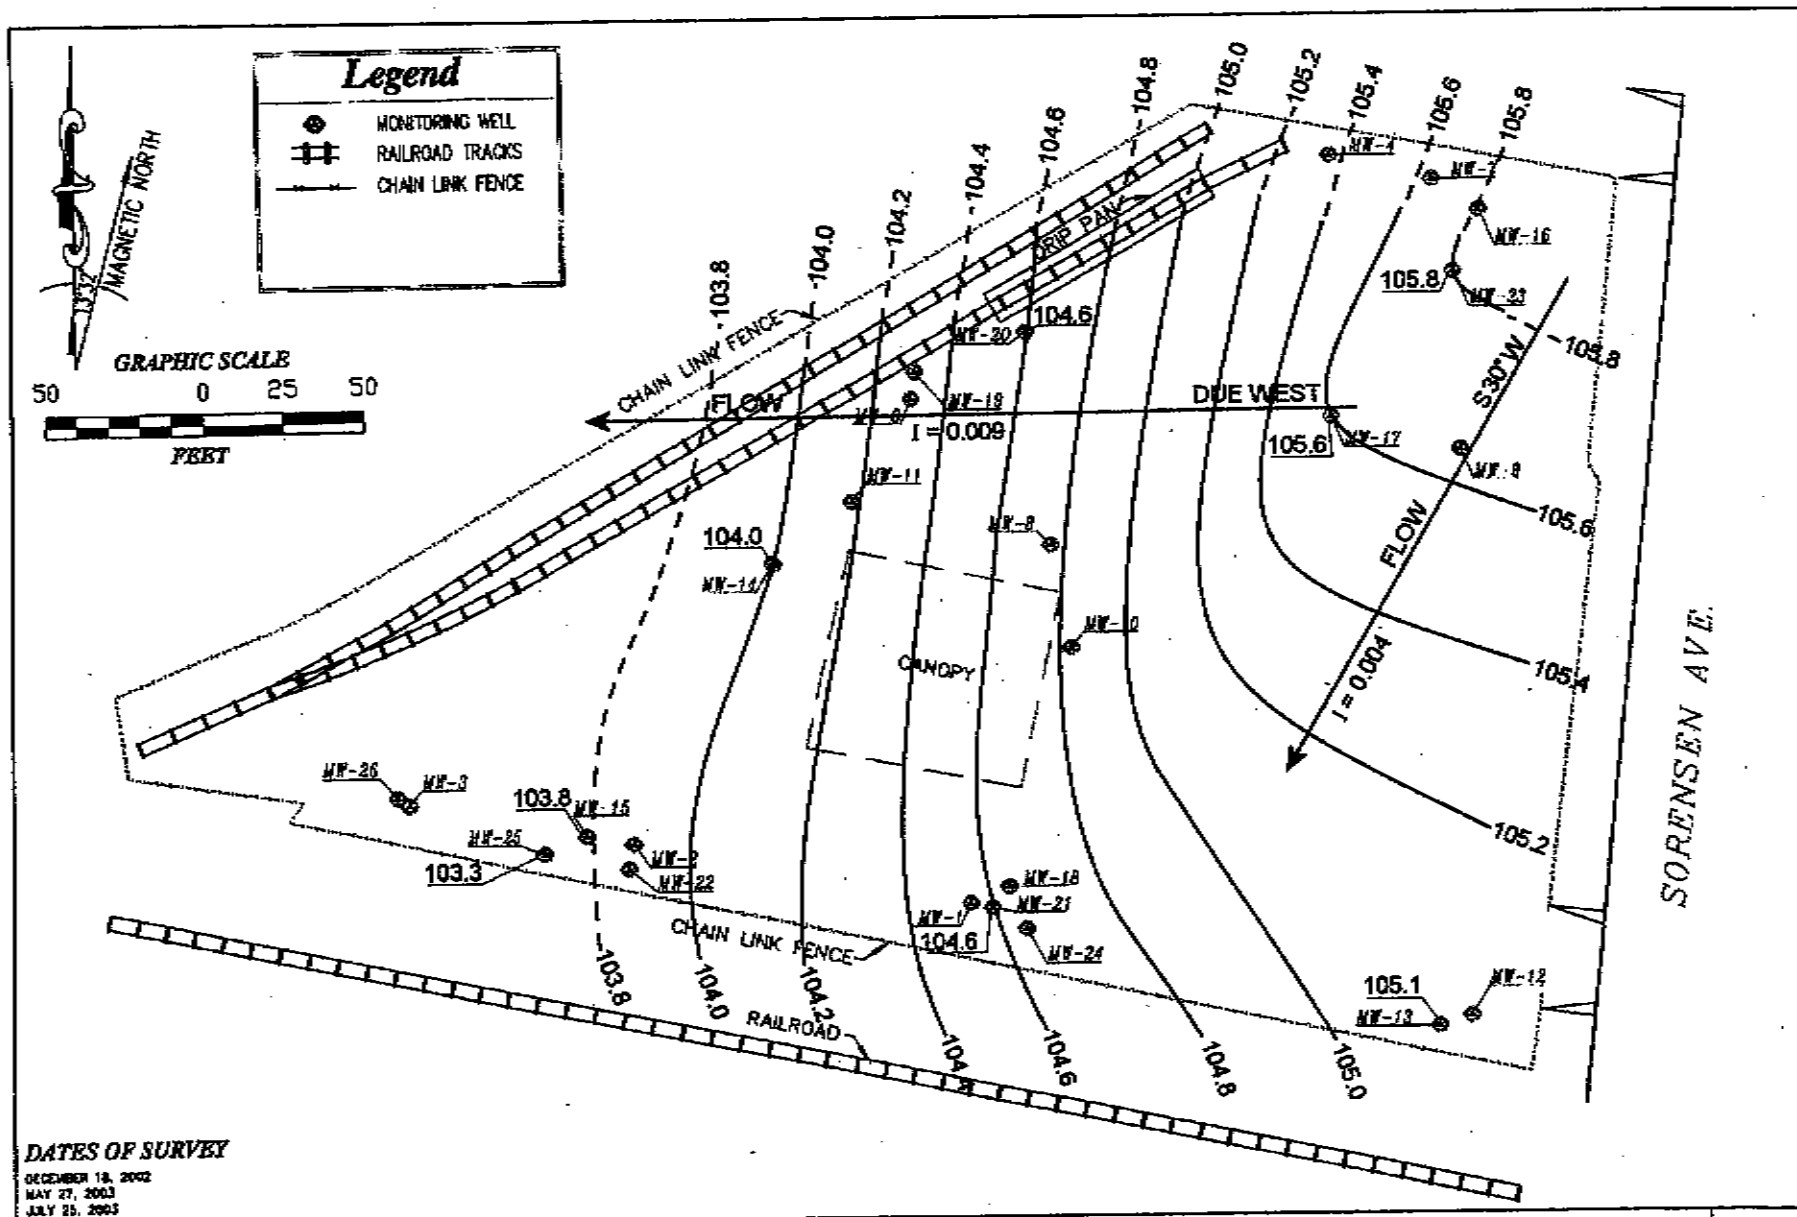 Legend
MONITORING WELL
RAILROAD TRACKS
CHAIN LINK FENCE
MAGNETIC NORTH
13°32'
GRAPHIC SCALE
50 0 25 50
FEET
103.8
104.0
104.2
104.4
104.6
104.8
105.0
105.2
105.4
105.6
105.8
MW-4
MW-16
105.8
MW-23
105.8
DRIP PAN
CHAIN LINK FENCE
MW-20
104.6
FLOW
DUE WEST
I = 0.009
MW-19
S30°W
105.6
MW-17
MW-9
MW-11
MW-8
105.6
FLOW
104.0
MW-14
MW-10
CANOPY
105.4
I = 0.004
SORENSEN AVE.
MW-26
MW-3
103.8
MW-15
MW-25
103.3
MW-2
MW-22
105.2
MW-18
MW-1
MW-21
104.6
MW-24
CHAIN LINK FENCE
103.8
104.0
104.2
RAILROAD
104.6
104.8
105.0
105.1
MW-12
MW-13
DATES OF SURVEY
DECEMBER 18, 2002
MAY 27, 2003
JULY 25, 2003